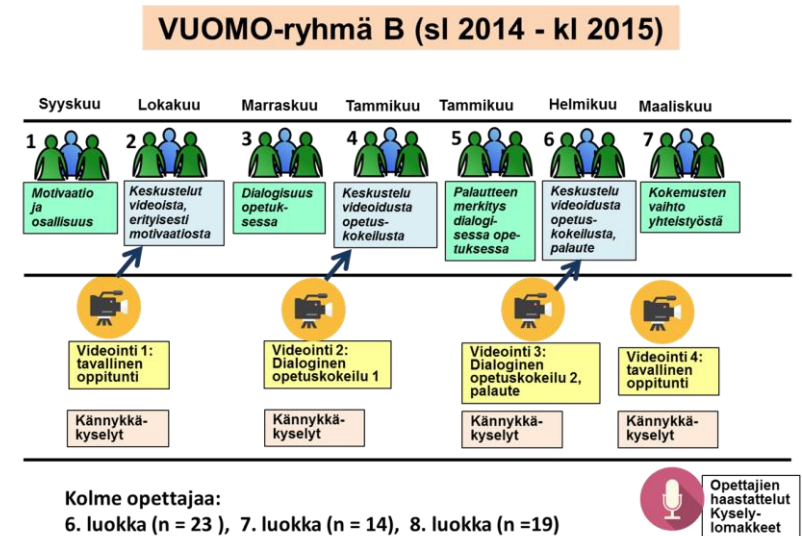 VUOMO-ryhmä B (sl 2014 - kl 2015)
Syyskuu
Lokakuu
Marraskuu
Tammikuu
Tammikuu
Helmikuu
Maaliskuu
1
2
3
4
5
6
7
Motivaatio
ja
osallisuus
Keskustelut
videoista,
erityisesti
motivaatiosta
Dialogisuus
opetuk-
sessa
Keskustelu
videoidusta
opetus-
kokeilusta
Palautteen
merkitys
dialogi-
sessa ope-
tuksessa
Keskustelu
videoidusta
opetus-
kokeilusta,
palaute
Kokemusten
vaihto
yhteistyöstä
Videointi 1:
tavallinen
oppitunti
Videointi 2:
Dialoginen
opetuskokeilu 1
Videointi 3:
Dialoginen
opetuskokeilu 2,
palaute
Videointi 4:
tavallinen
oppitunti
Kännykkä-
kyselyt
Kännykkä-
kyselyt
Kännykkä-
kyselyt
Kännykkä-
kyselyt
Kolme opettajaa:
6. luokka (n = 23 ), 7. luokka (n = 14), 8. luokka (n =19)
Opettajien
haastattelut
Kysely-
lomakkeet